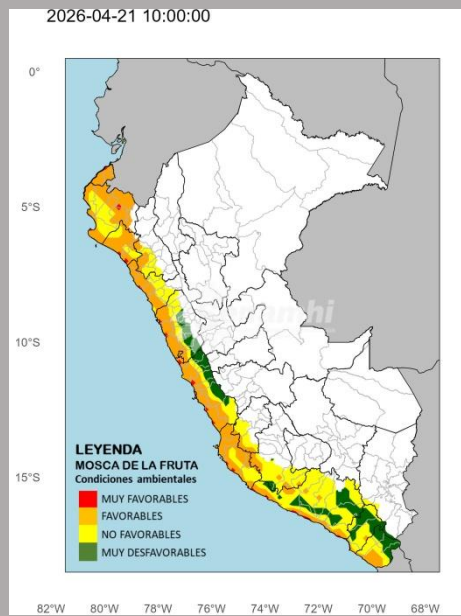 2026-04-21 10:00:00
0°
5°S
10°S
15°S
senamhi
LEYENDA
MOSCA DE LA FRUTA
Condiciones ambientales
MUY FAVORABLES
FAVORABLES
NO FAVORABLES
MUY DESFAVORABLES
82°W 80°W 78°W 76°W 74°W 72°W 70°W 68°W